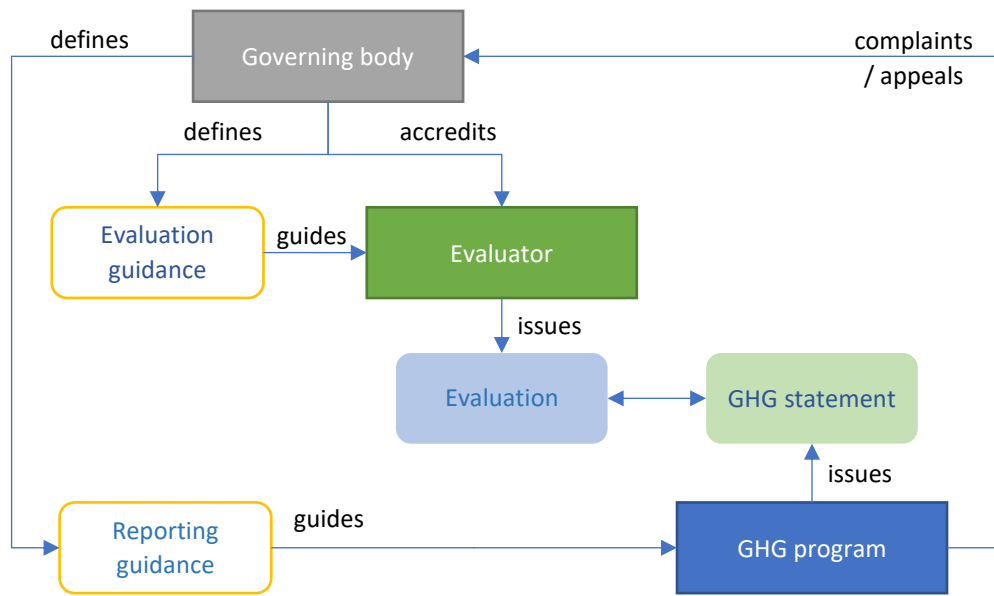 defines
Governing body
complaints
/ appeals
defines
accredits
Evaluation
guidance
guides
Evaluator
issues
Evaluation
GHG statement
issues
Reporting
guidance
guides
GHG program